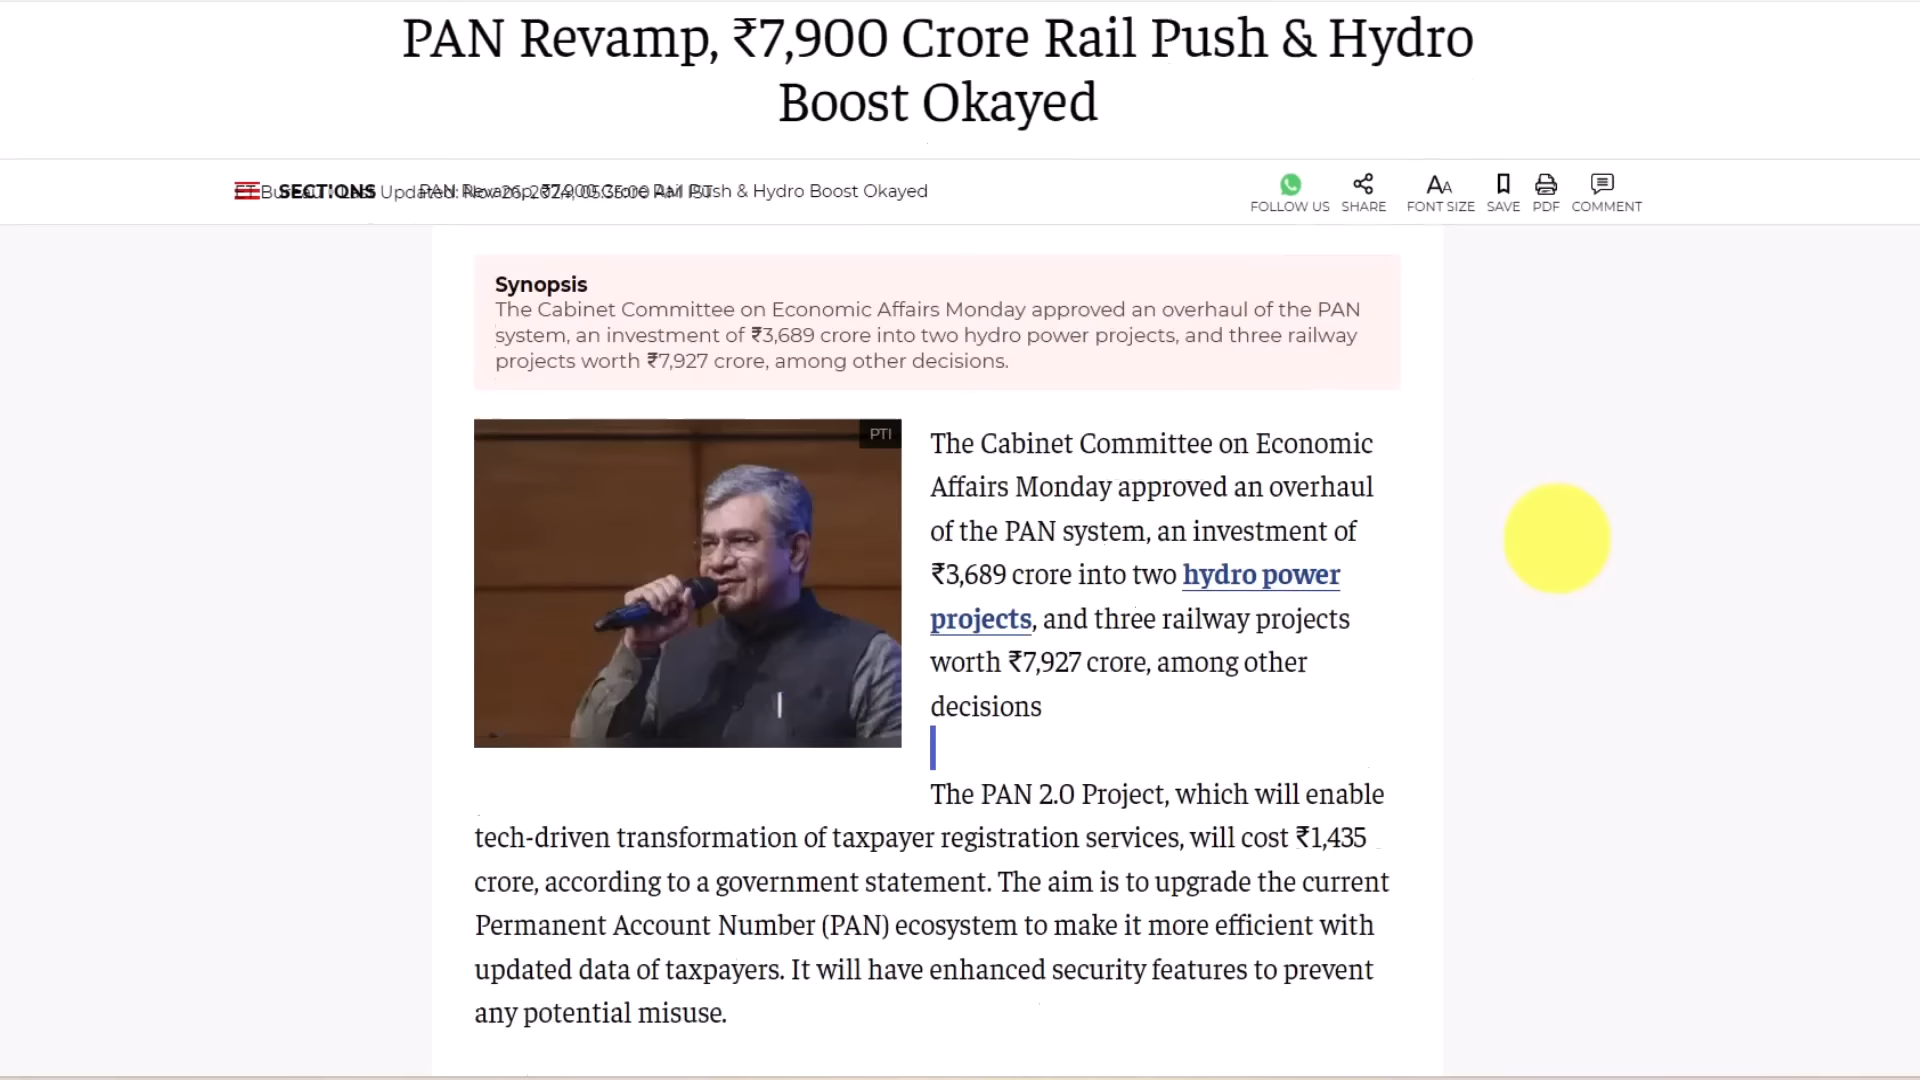 PAN Revamp, ₹7,900 Crore Rail Push & Hydro
Boost Okayed
SECTIONS
PAN Revamp, ₹7,900 Crore Rail Push & Hydro Boost Okayed
FOLLOW US
SHARE
FONT SIZE
SAVE
PDF
COMMENT
Synopsis
The Cabinet Committee on Economic Affairs Monday approved an overhaul of the PAN
system, an investment of ₹3,689 crore into two hydro power projects, and three railway
projects worth ₹7,927 crore, among other decisions.
PTI
The Cabinet Committee on Economic
Affairs Monday approved an overhaul
of the PAN system, an investment of
₹3,689 crore into two hydro power
projects, and three railway projects
worth ₹7,927 crore, among other
decisions
The PAN 2.0 Project, which will enable
tech-driven transformation of taxpayer registration services, will cost ₹1,435
crore, according to a government statement. The aim is to upgrade the current
Permanent Account Number (PAN) ecosystem to make it more efficient with
updated data of taxpayers. It will have enhanced security features to prevent
any potential misuse.